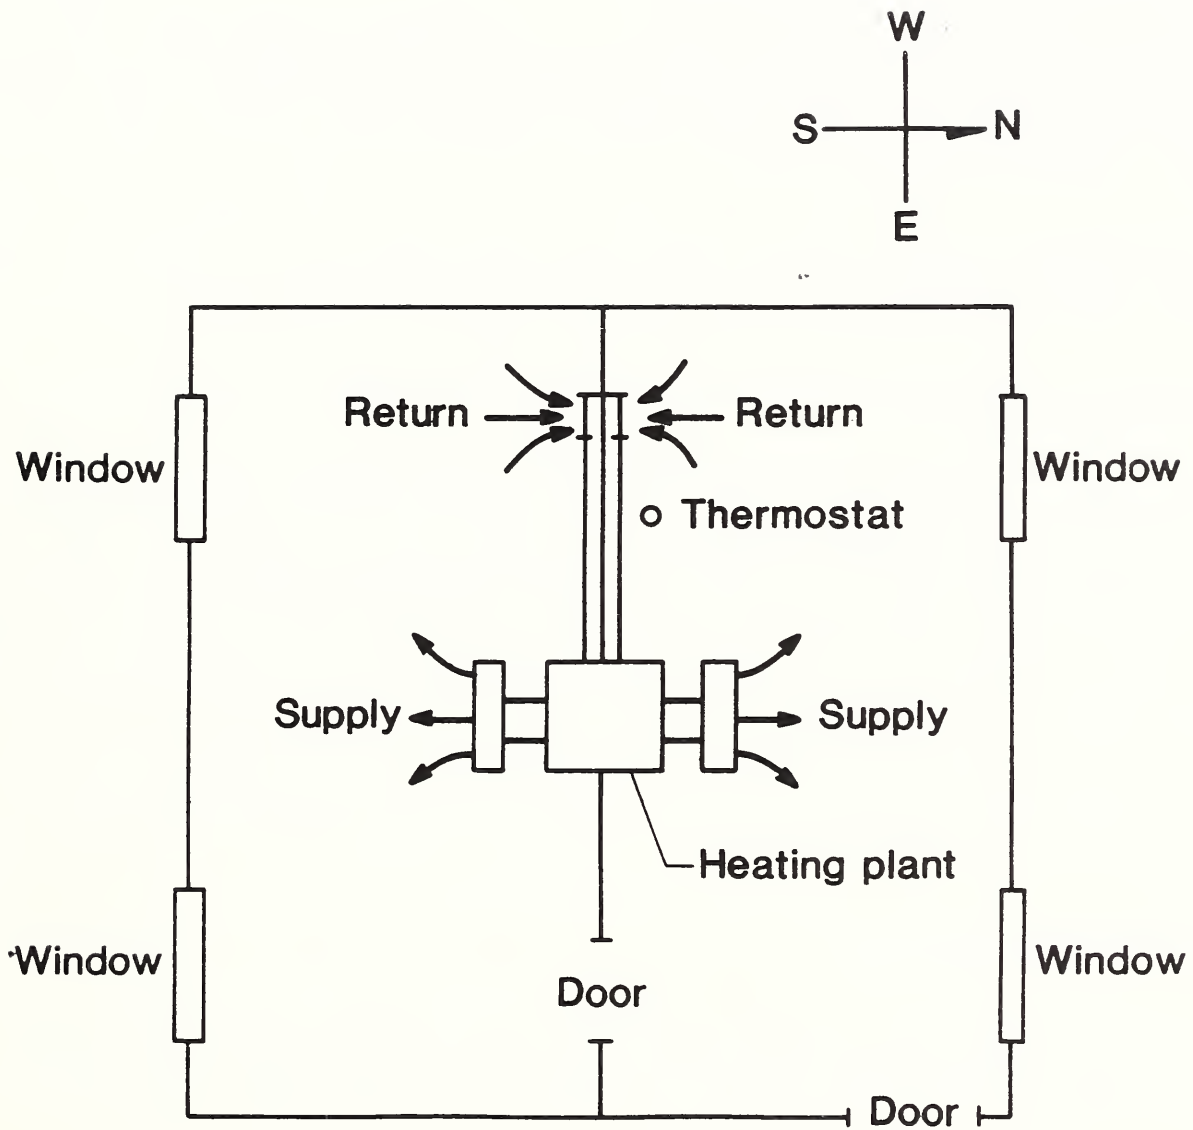 W
S N
E
Return Return
Window Window
Thermostat
Supply Supply
Heating plant
Window Window
Door
Door